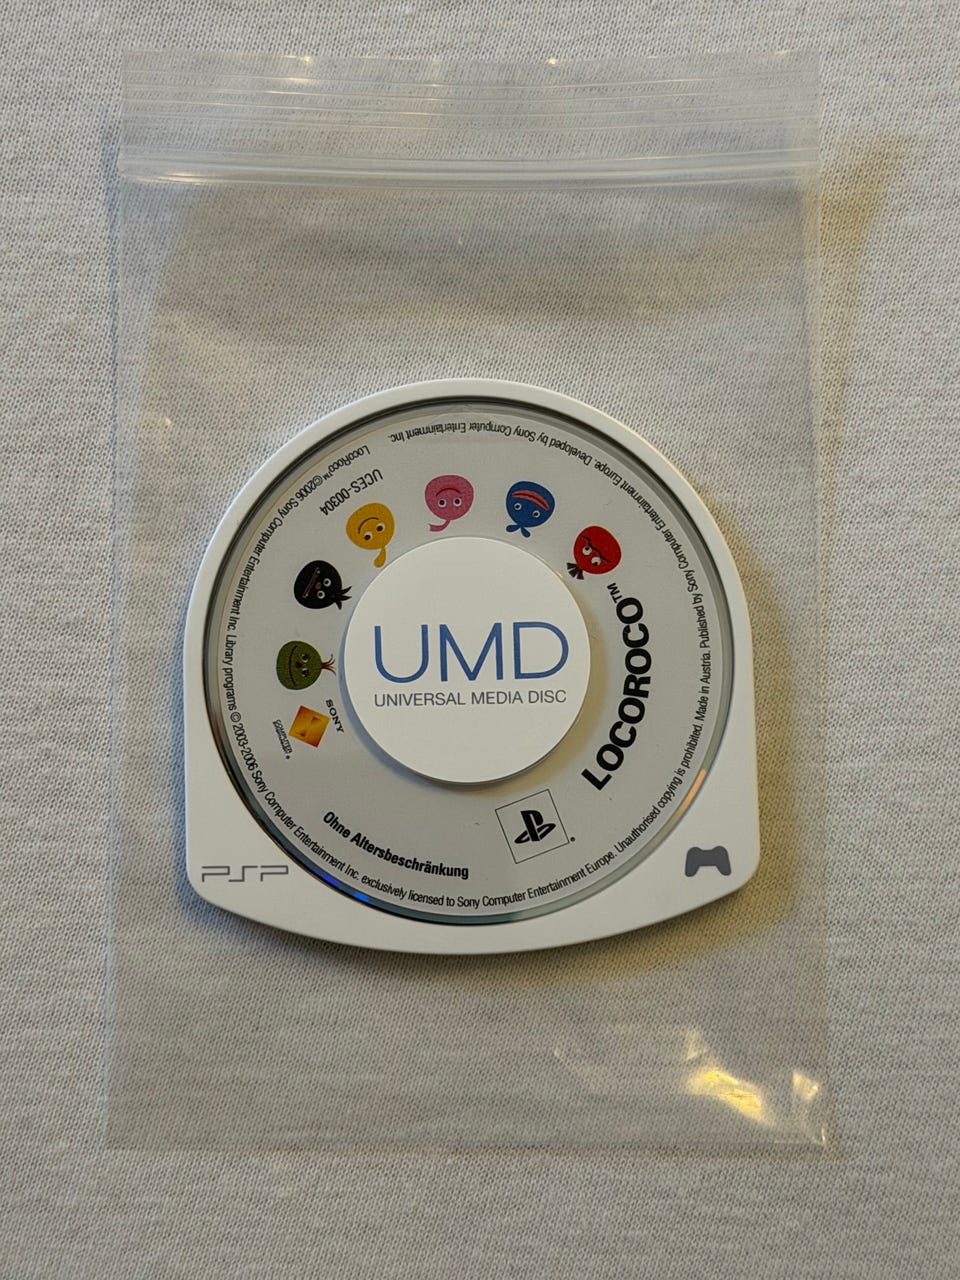 UMD
UNIVERSAL MEDIA DISC
LOCOROCO™
UCES-00304
SONY
COMPUTER
Ohne Altersbeschränkung
LocoRoco™©2006 Sony Computer Entertainment Inc. Library programs © 2003-2006 Sony Computer Entertainment Inc. exclusively licensed to Sony Computer Entertainment Europe. Unauthorised copying is prohibited. Made in Austria. Published by Sony Computer Entertainment Europe. Developed by Sony Computer Entertainment Inc.
PSP